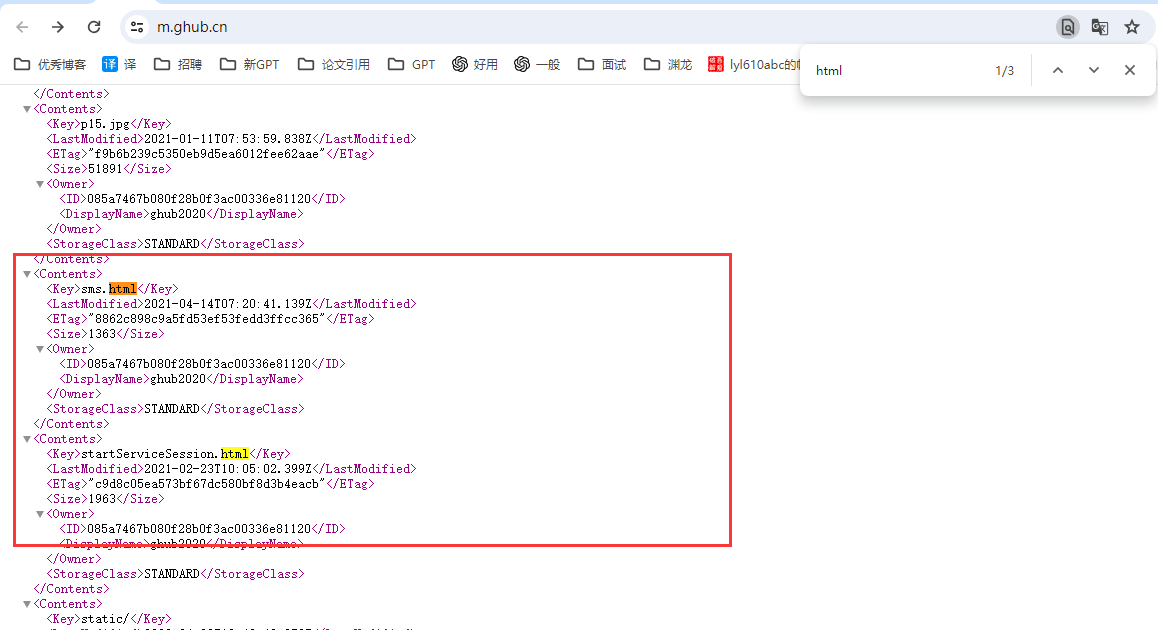 m.ghub.cn
优秀博客 译 译 招聘 新GPT 论文引用 GPT 好用 一般 面试 渊龙 lyl610abc的
html 1/3
</Contents>
<Contents>
<Key>p15.jpg</Key>
<LastModified>2021-01-11T07:53:59.838Z</LastModified>
<ETag>"f9b6b239c5350eb9d5ea6012fee62aae"</ETag>
<Size>51891</Size>
<Owner>
<ID>085a7467b080f28b0f3ac00336e81120</ID>
<DisplayName>ghub2020</DisplayName>
</Owner>
<StorageClass>STANDARD</StorageClass>
</Contents>
<Contents>
<Key>sms.html</Key>
<LastModified>2021-04-14T07:20:41.139Z</LastModified>
<ETag>"8862c898c9a5fd53ef53fedd3ffcc365"</ETag>
<Size>1363</Size>
<Owner>
<ID>085a7467b080f28b0f3ac00336e81120</ID>
<DisplayName>ghub2020</DisplayName>
</Owner>
<StorageClass>STANDARD</StorageClass>
</Contents>
<Contents>
<Key>startServiceSession.html</Key>
<LastModified>2021-02-23T10:05:02.399Z</LastModified>
<ETag>"c9d8c05ea573bf67dc580bf8d3b4eacb"</ETag>
<Size>1963</Size>
<Owner>
<ID>085a7467b080f28b0f3ac00336e81120</ID>
<DisplayName>ghub2020</DisplayName>
</Owner>
<StorageClass>STANDARD</StorageClass>
</Contents>
<Contents>
<Key>static/</Key>